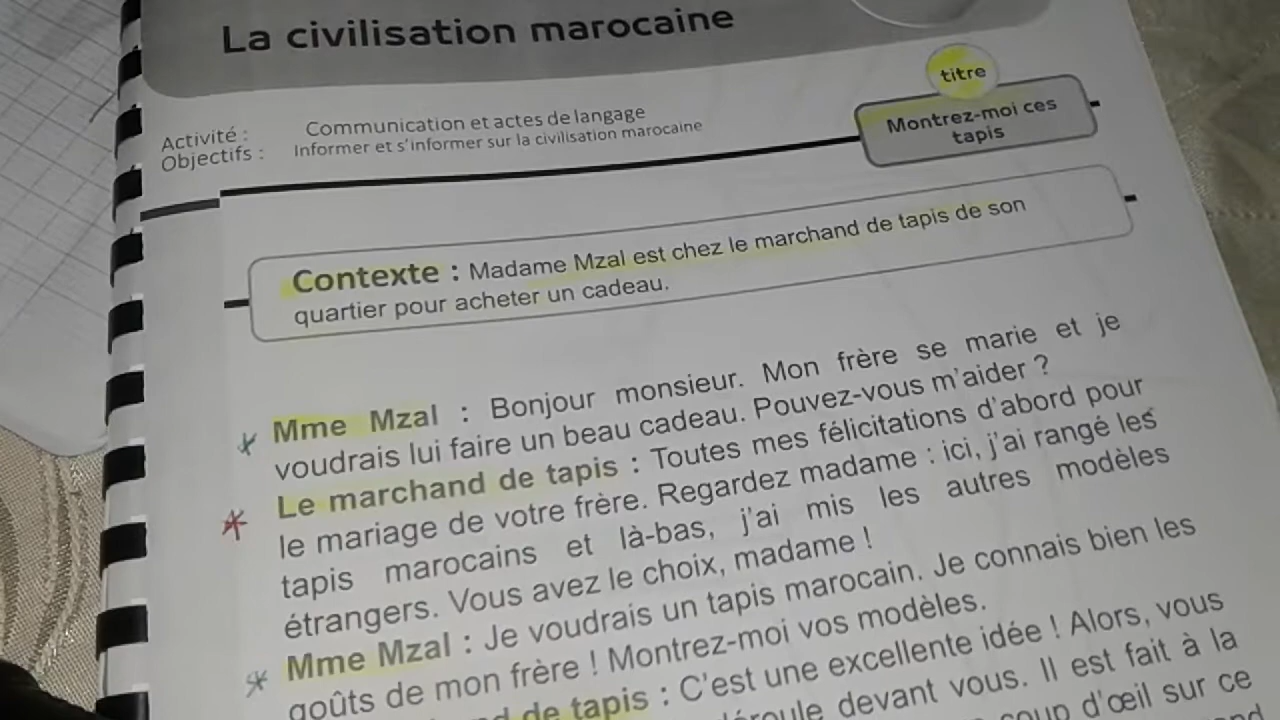 La civilisation marocaine
Activité : Communication et actes de langage
Objectifs : Informer et s'informer sur la civilisation marocaine
titre
Montrez-moi ces
tapis
Contexte : Madame Mzal est chez le marchand de tapis de son
quartier pour acheter un cadeau.
Mme Mzal : Bonjour monsieur. Mon frère se marie et je
voudrais lui faire un beau cadeau. Pouvez-vous m'aider ?
Le marchand de tapis : Toutes mes félicitations d'abord pour
le mariage de votre frère. Regardez madame : ici, j'ai rangé les
tapis marocains et là-bas, j'ai mis les autres modèles
étrangers. Vous avez le choix, madame !
Mme Mzal : Je voudrais un tapis marocain. Je connais bien les
goûts de mon frère ! Montrez-moi vos modèles.
de tapis : C'est une excellente idée ! Alors, vous
devant vous. Il est fait à la
coup d'œil sur ce